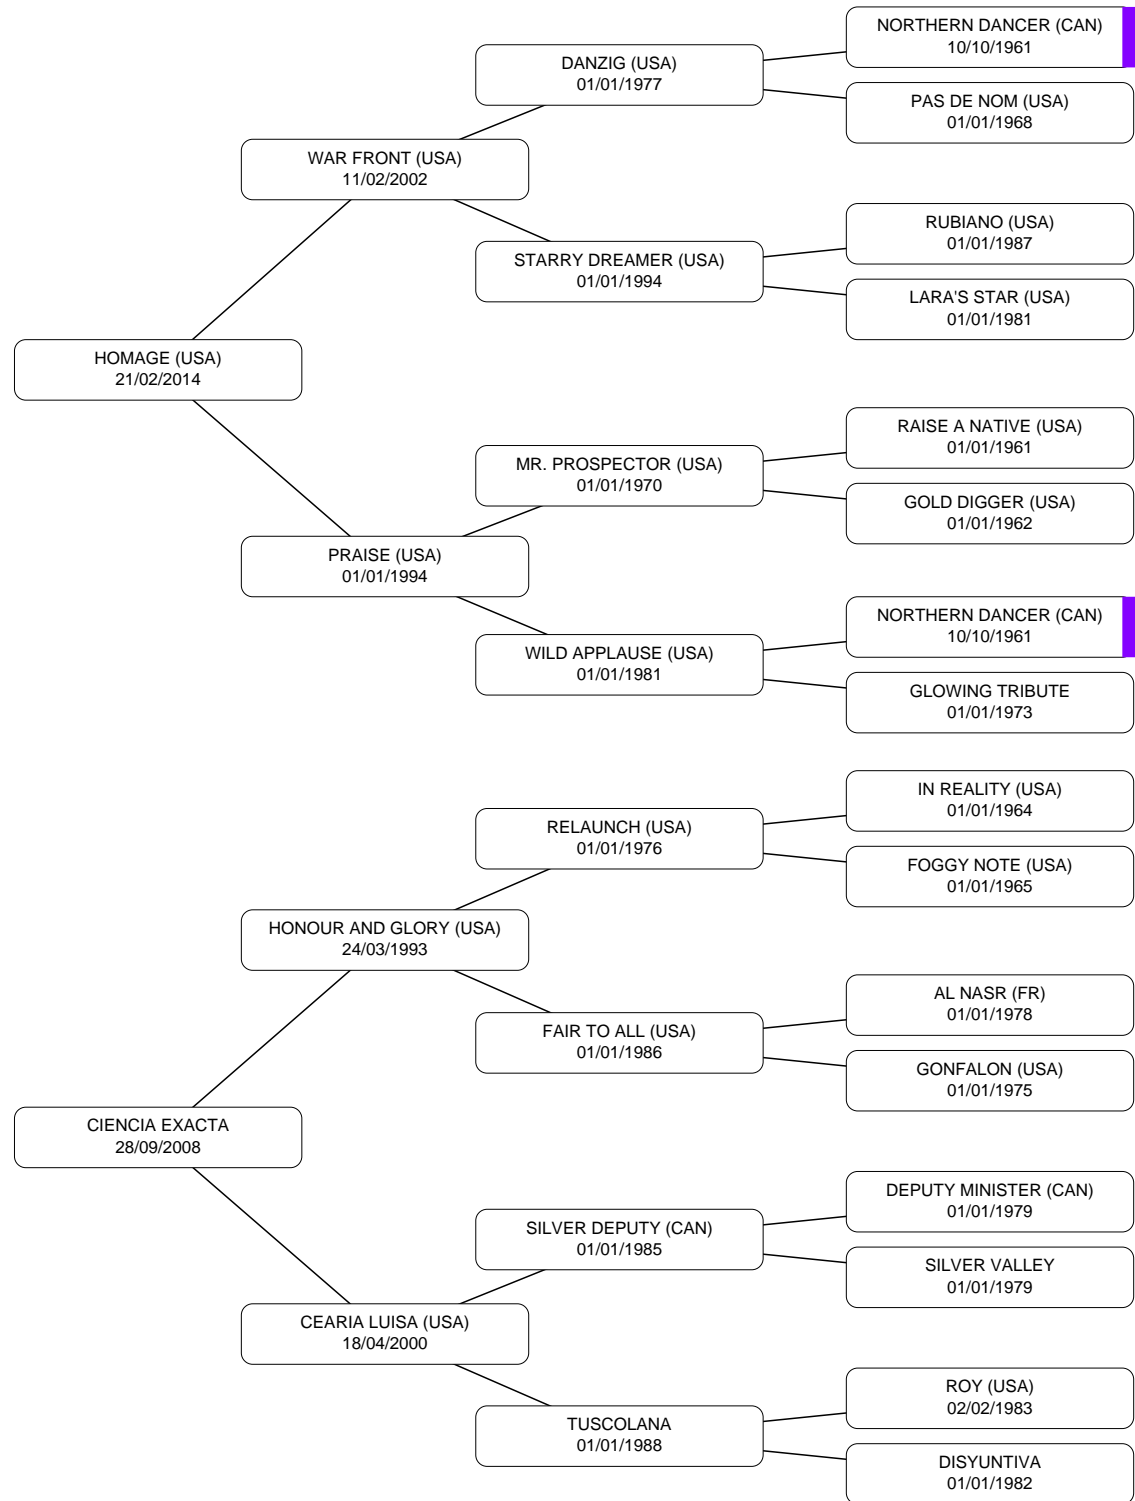 NORTHERN DANCER (CAN)
10/10/1961
DANZIG (USA)
01/01/1977
PAS DE NOM (USA)
01/01/1968
WAR FRONT (USA)
11/02/2002
RUBIANO (USA)
01/01/1987
STARRY DREAMER (USA)
01/01/1994
LARA'S STAR (USA)
01/01/1981
HOMAGE (USA)
21/02/2014
RAISE A NATIVE (USA)
01/01/1961
MR. PROSPECTOR (USA)
01/01/1970
GOLD DIGGER (USA)
01/01/1962
PRAISE (USA)
01/01/1994
NORTHERN DANCER (CAN)
10/10/1961
WILD APPLAUSE (USA)
01/01/1981
GLOWING TRIBUTE
01/01/1973
IN REALITY (USA)
01/01/1964
RELAUNCH (USA)
01/01/1976
FOGGY NOTE (USA)
01/01/1965
HONOUR AND GLORY (USA)
24/03/1993
AL NASR (FR)
01/01/1978
FAIR TO ALL (USA)
01/01/1986
GONFALON (USA)
01/01/1975
CIENCIA EXACTA
28/09/2008
DEPUTY MINISTER (CAN)
01/01/1979
SILVER DEPUTY (CAN)
01/01/1985
SILVER VALLEY
01/01/1979
CEARIA LUISA (USA)
18/04/2000
ROY (USA)
02/02/1983
TUSCOLANA
01/01/1988
DISYUNTIVA
01/01/1982